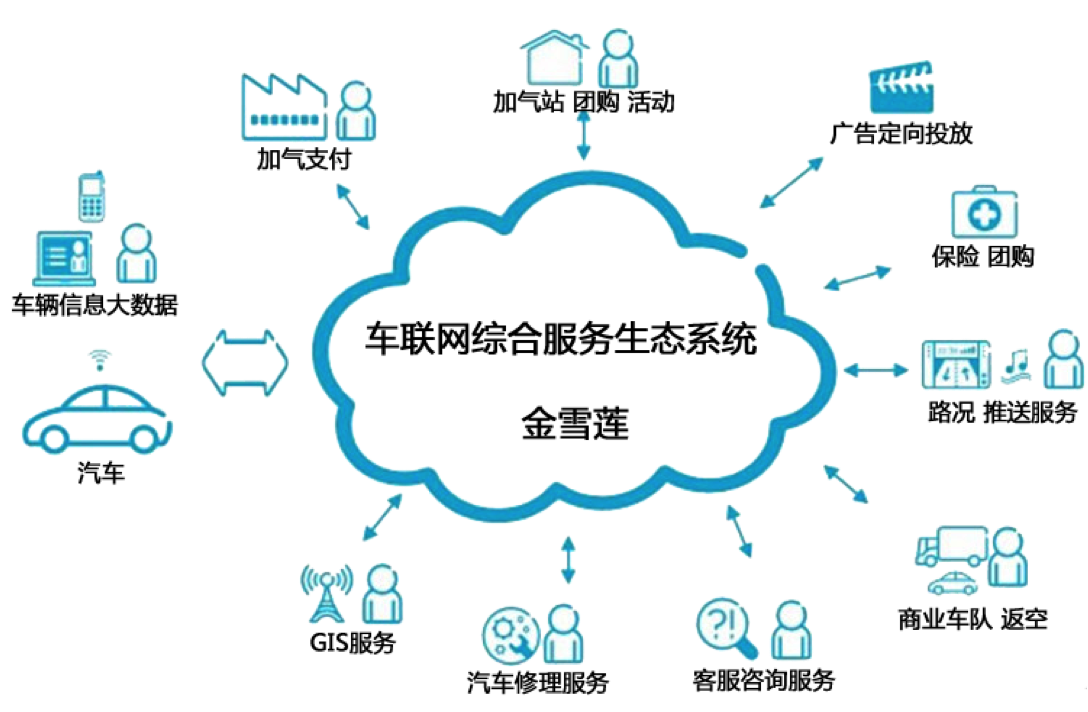 加气站 团购 活动
广告定向投放
加气支付
保险 团购
车辆信息大数据
车联网综合服务生态系统
金雪莲
路况 推送服务
汽车
商业车队 返空
GIS服务
汽车修理服务
客服咨询服务
?!